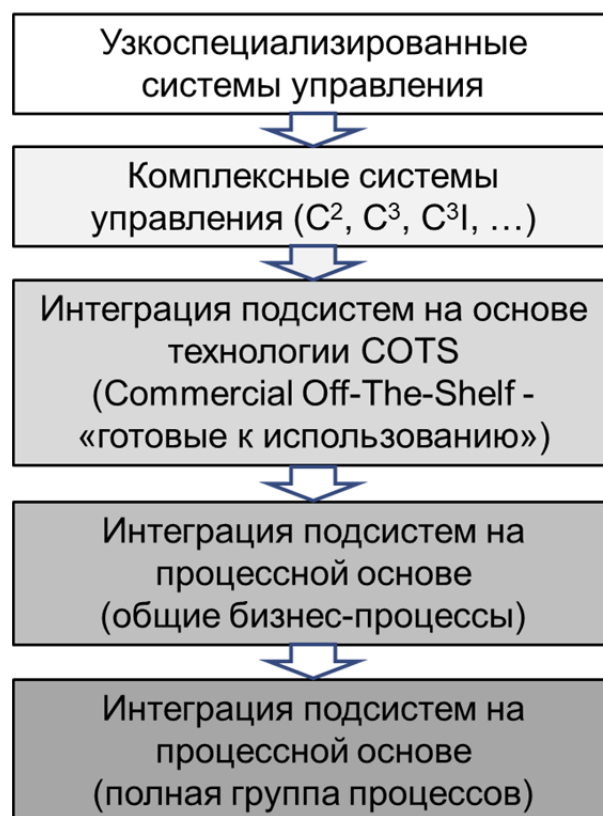 Узкоспециализированные
системы управления
Комплексные системы
управления (C², C³, C³I, …)
Интеграция подсистем на основе
технологии COTS
(Commercial Off-The-Shelf -
«готовые к использованию»)
Интеграция подсистем на
процессной основе
(общие бизнес-процессы)
Интеграция подсистем на
процессной основе
(полная группа процессов)